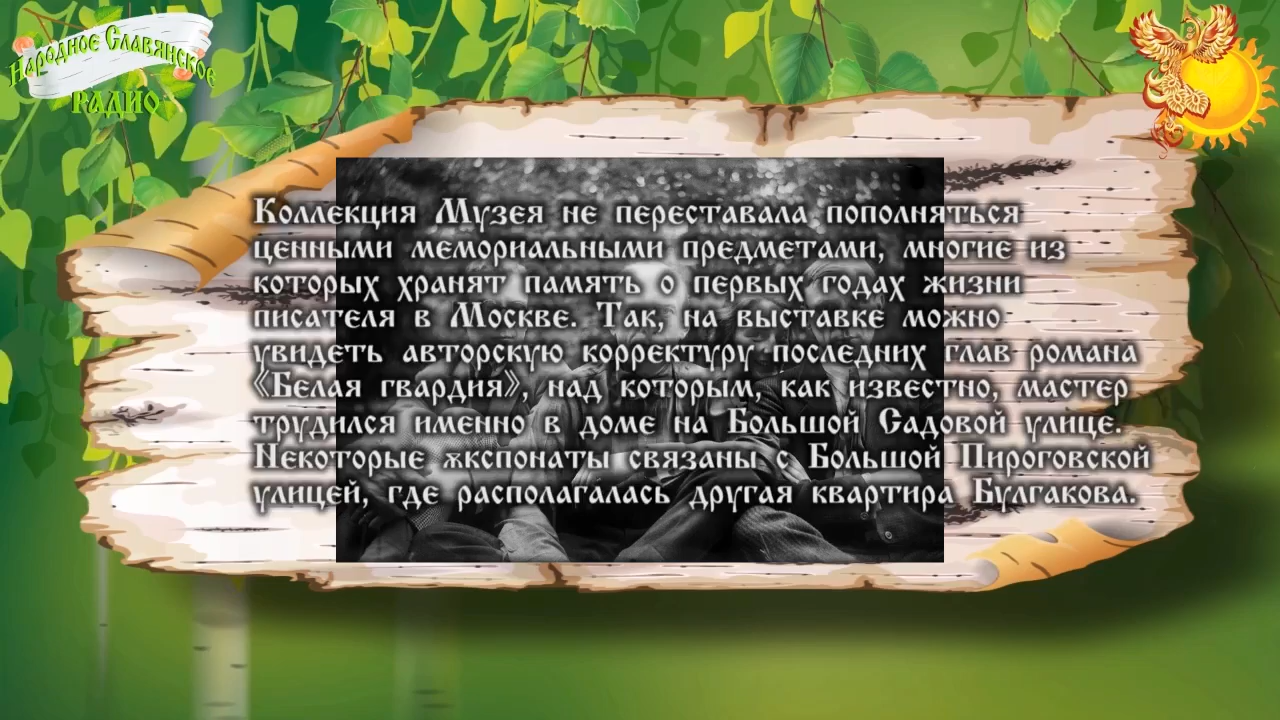 Народное Славянское
РАДИО
Коллекция Музея не переставала пополняться
ценными мемориальными предметами, многие из
которых хранят память о первых годах жизни
писателя в Москве. Так, на выставке можно
увидеть авторскую корректуру последних глав романа
«Белая гвардия», над которым, как известно, мастер
трудился именно в доме на Большой Садовой улице.
Некоторые ѫкспонаты связаны с Большой Пироговской
улицей, где располагалась другая квартира Булгакова.